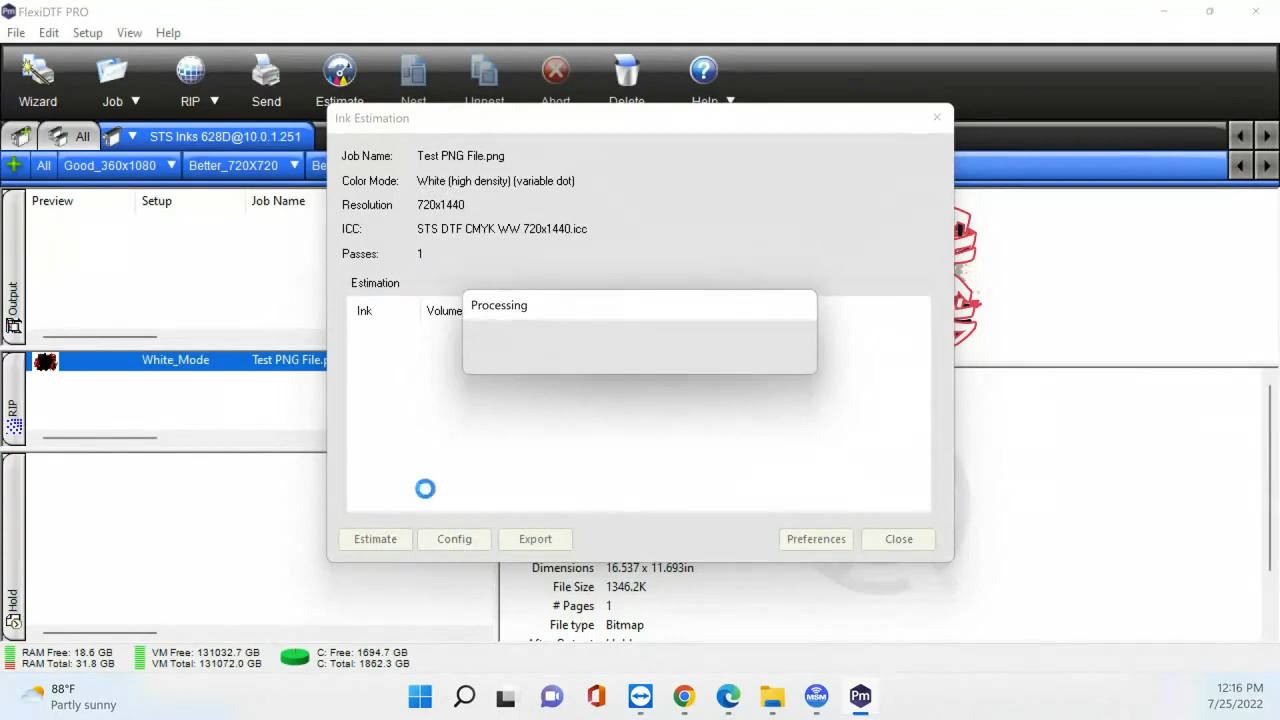 FlexiDTF PRO
File Edit Setup View Help
Wizard Job RIP Send Estimate Nest Unnest Abort Delete Help
All STS Inks 628D@10.0.1.251
All Good_360x1080 Better_720X720 Be
Ink Estimation
Job Name: Test PNG File.png
Color Mode: White (high density) (variable dot)
Resolution 720x1440
ICC: STS DTF CMYK WW 720x1440.icc
Passes: 1
Estimation
Ink Volume
Processing
Estimate Config Export Preferences Close
Preview Setup Job Name
Output
White_Mode Test PNG File.p
RIP
Hold
Dimensions 16.537 x 11.693in
File Size 1346.2K
# Pages 1
File type Bitmap
RAM Free: 18.6 GB VM Free: 131032.7 GB C: Free: 1694.7 GB
RAM Total: 31.8 GB VM Total: 131072.0 GB C: Total: 1862.3 GB
88°F
Partly sunny
MSM
Pm
12:16 PM
7/25/2022